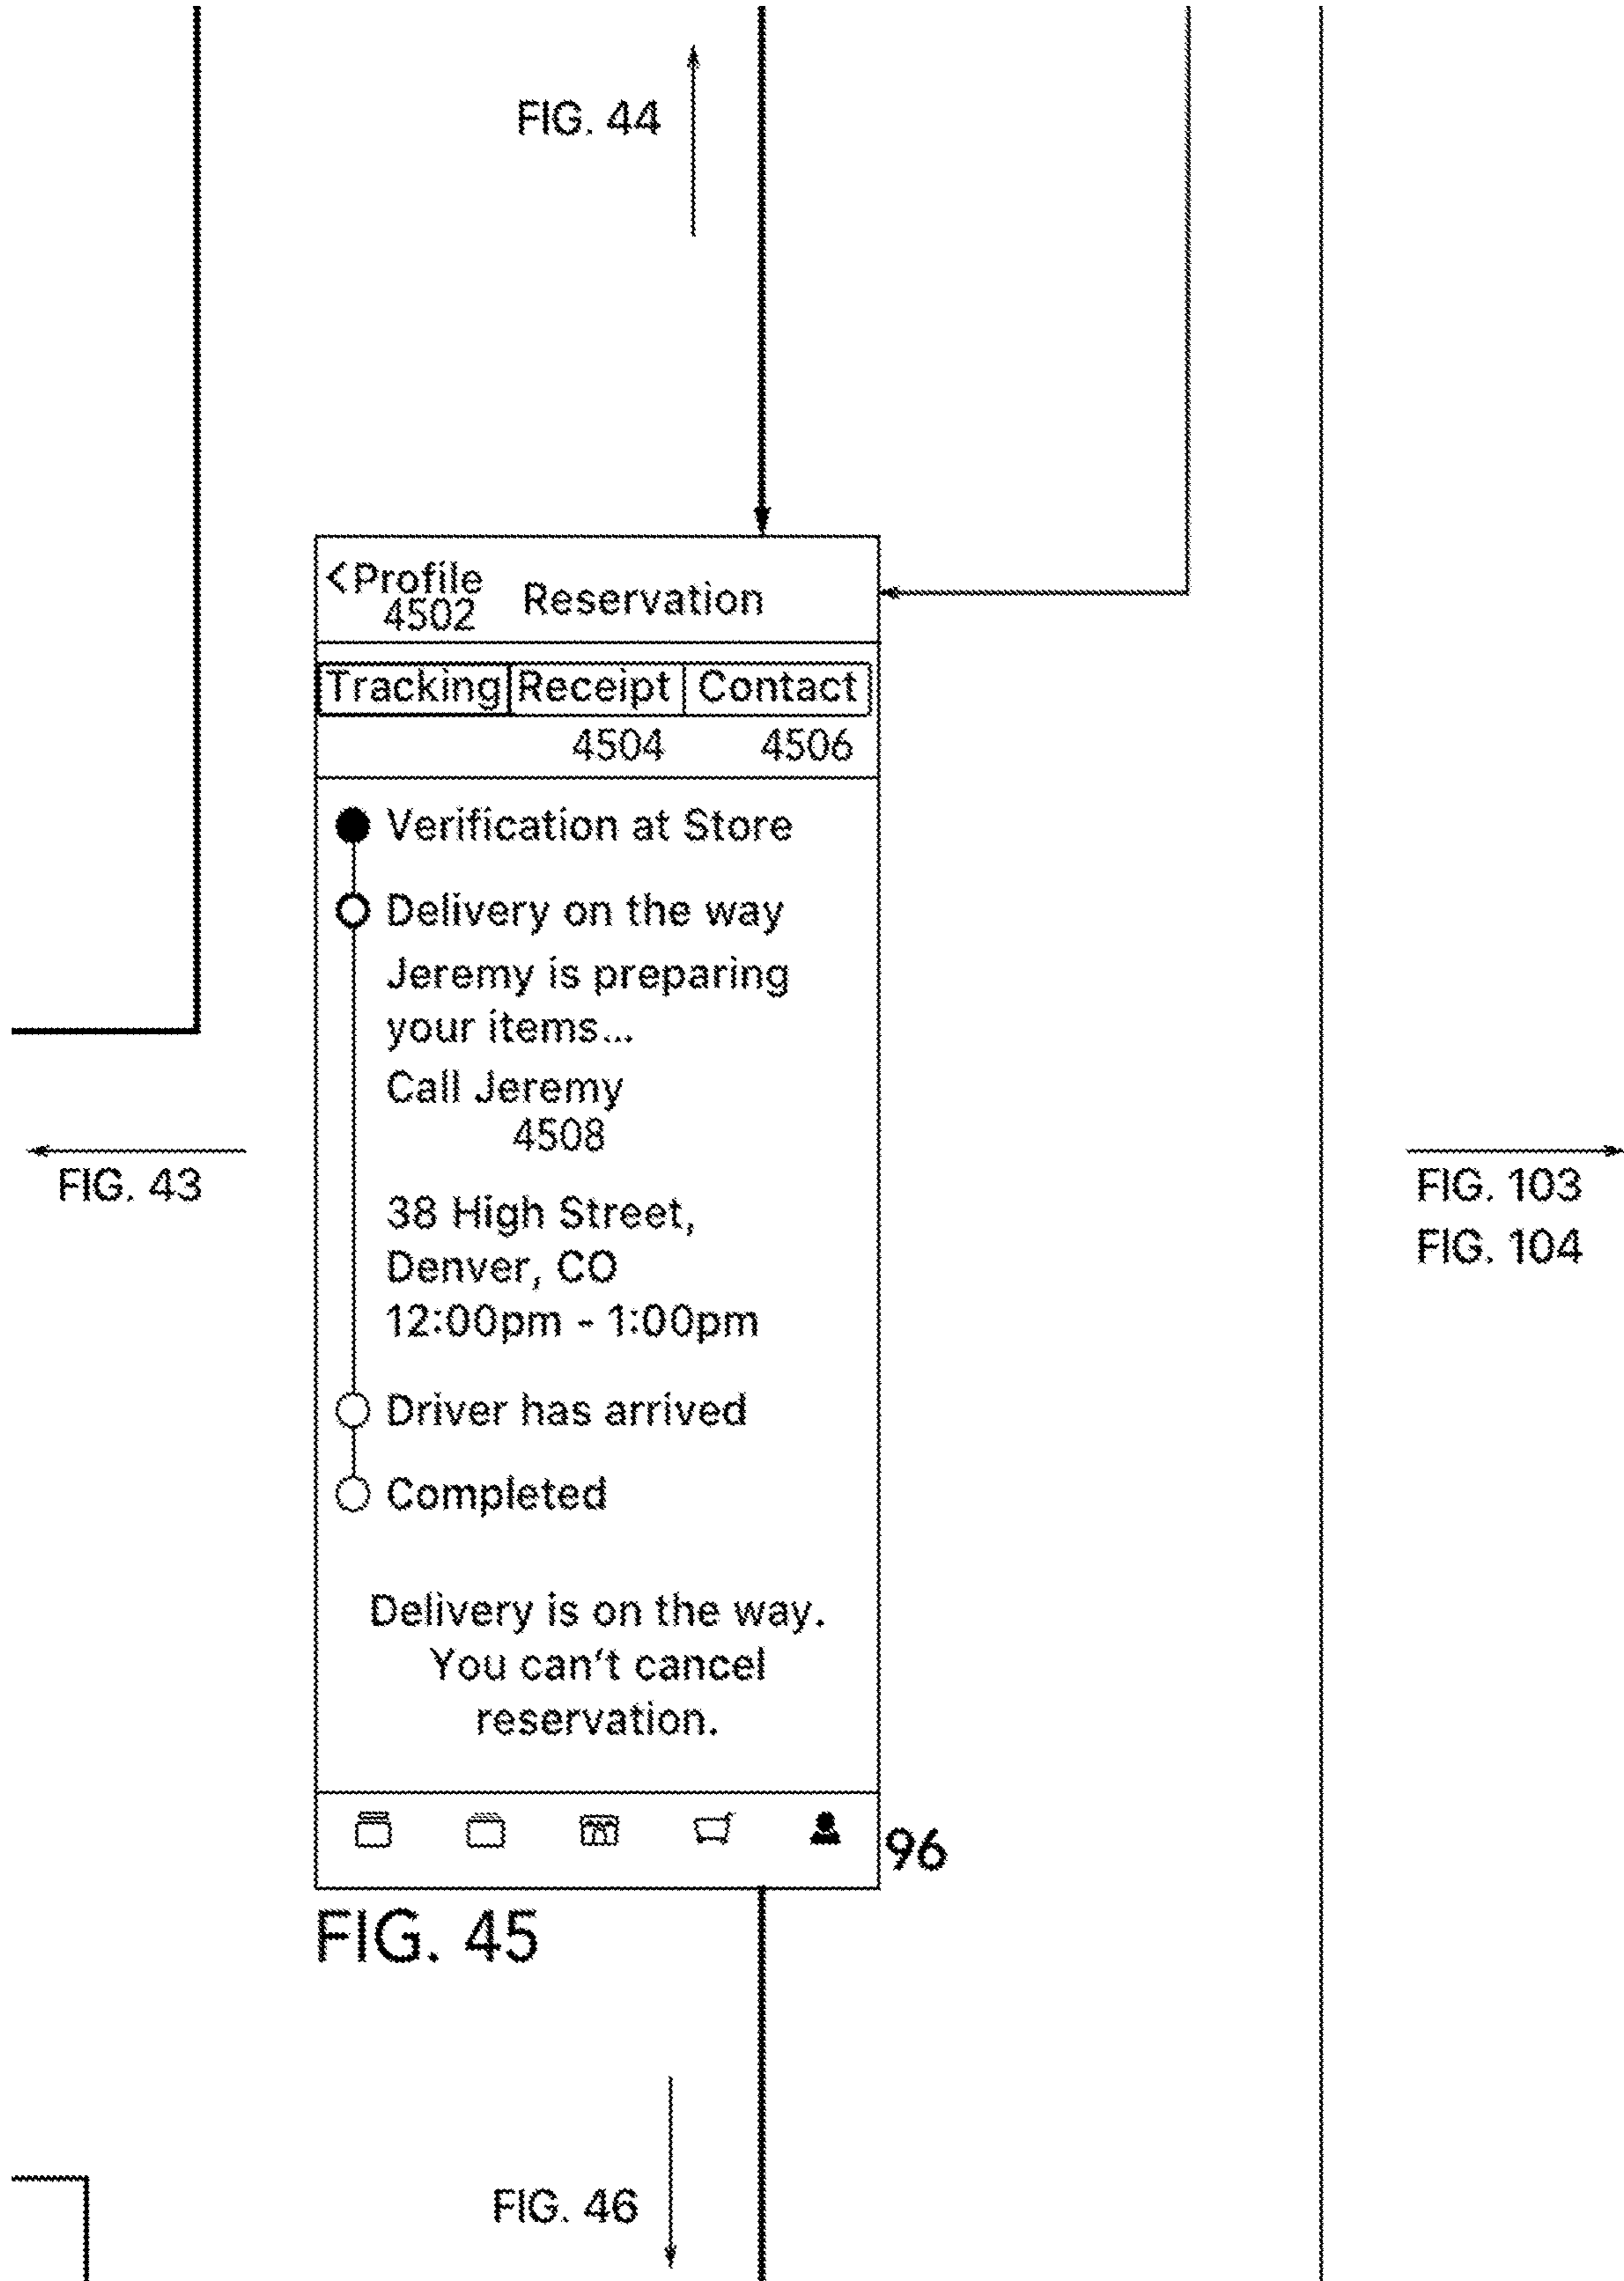 FIG. 44
<Profile
4502
Reservation
Tracking Receipt Contact
4504 4506
Verification at Store
Delivery on the way
Jeremy is preparing
your items...
Call Jeremy
4508
FIG. 43
FIG. 103
FIG. 104
38 High Street,
Denver, CO
12:00pm - 1:00pm
Driver has arrived
Completed
Delivery is on the way.
You can't cancel
reservation.
96
FIG. 45
FIG. 46